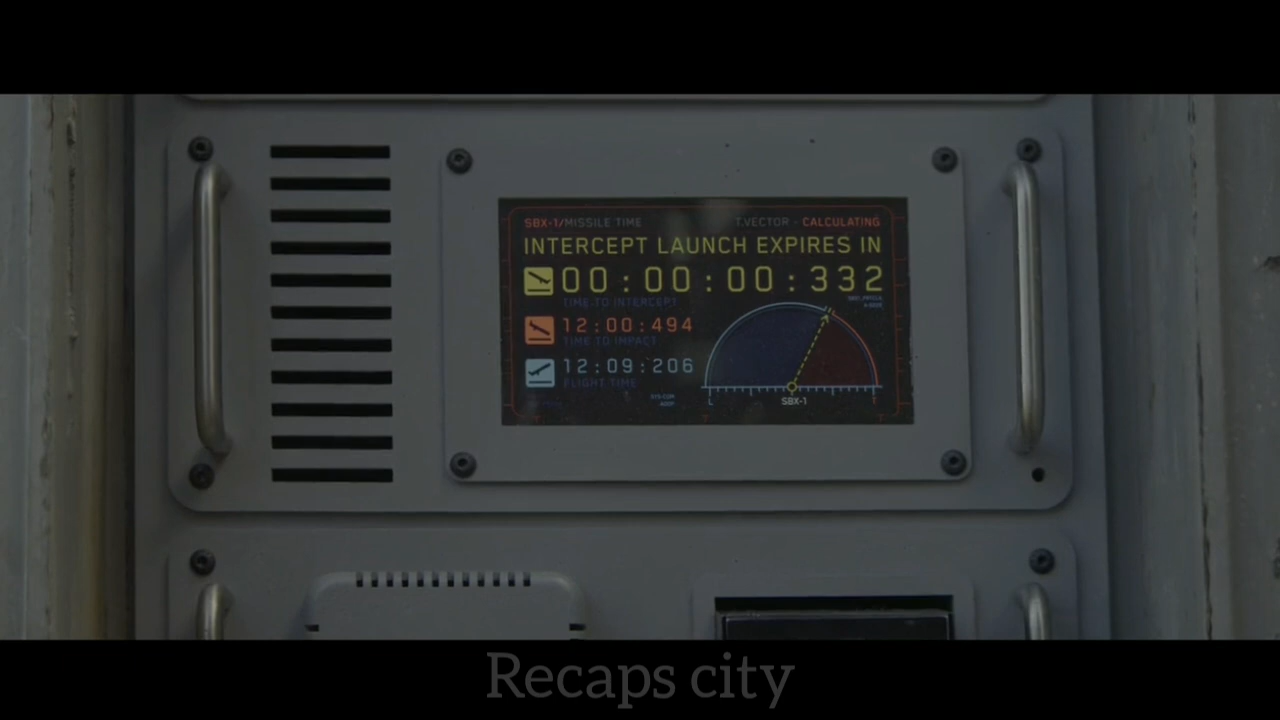 SBX-1/MISSILE TIME
T.VECTOR - CALCULATING
INTERCEPT LAUNCH EXPIRES IN
00:00:00:332
TIME TO INTERCEPT
12:00:494
TIME TO IMPACT
12:09:206
FLIGHT TIME
L
SBX-1
T
Recaps city